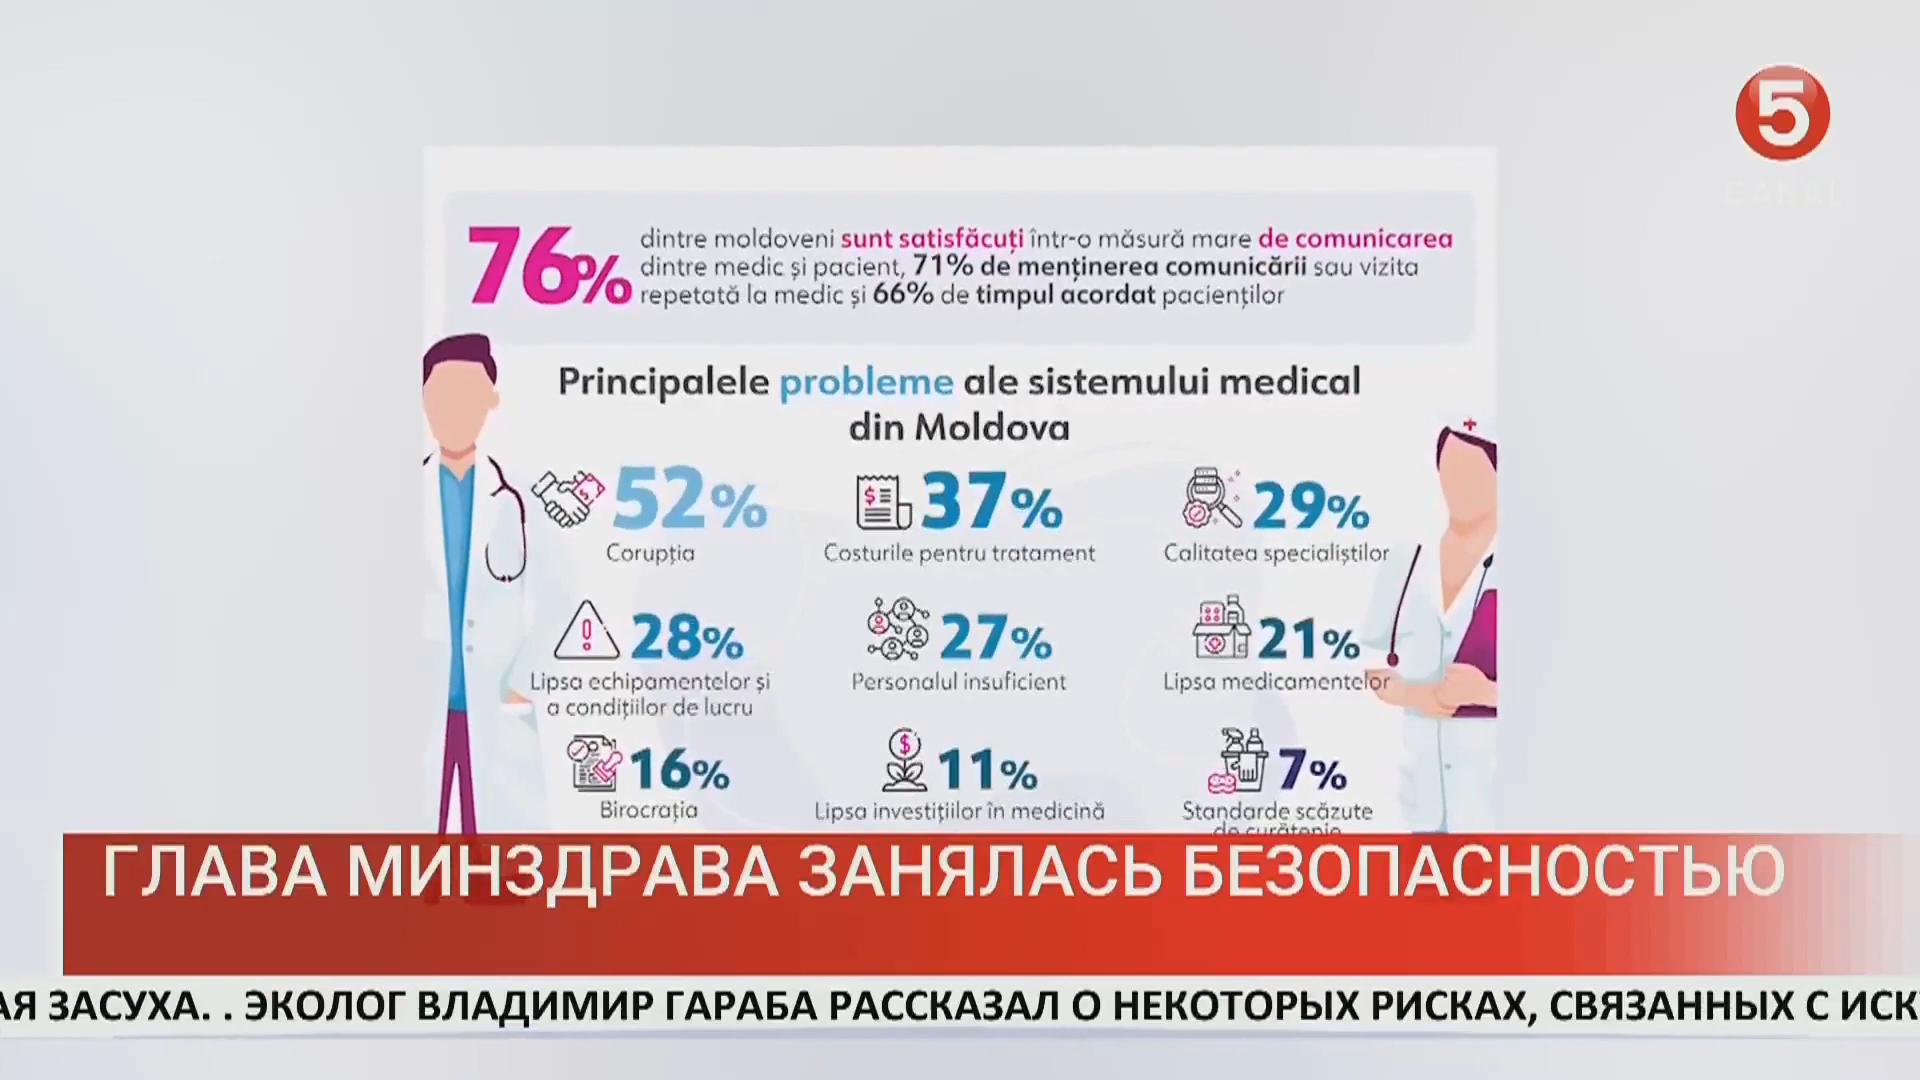 5
CANAL
76% dintre moldoveni sunt satisfăcuți într-o măsură mare de comunicarea
dintre medic și pacient, 71% de menținerea comunicării sau vizita
repetată la medic și 66% de timpul acordat pacienților
Principalele probleme ale sistemului medical
din Moldova
52%
Corupția
37%
Costurile pentru tratament
29%
Calitatea specialiștilor
28%
Lipsa echipamentelor și
a condițiilor de lucru
27%
Personalul insuficient
21%
Lipsa medicamentelor
16%
Birocrația
11%
Lipsa investițiilor în medicină
7%
Standarde scăzute
de curățenie
ГЛАВА МИНЗДРАВА ЗАНЯЛАСЬ БЕЗОПАСНОСТЬЮ
АЯ ЗАСУХА. . ЭКОЛОГ ВЛАДИМИР ГАРАБА РАССКАЗАЛ О НЕКОТОРЫХ РИСКАХ, СВЯЗАННЫХ С ИСК